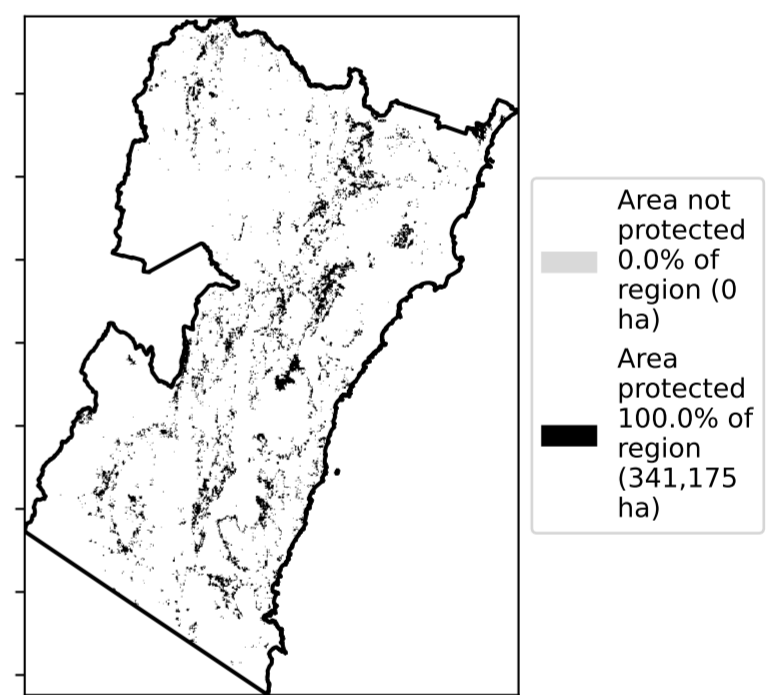 Area not
protected
0.0% of
region (0
ha)
Area
protected
100.0% of
region
(341,175
ha)